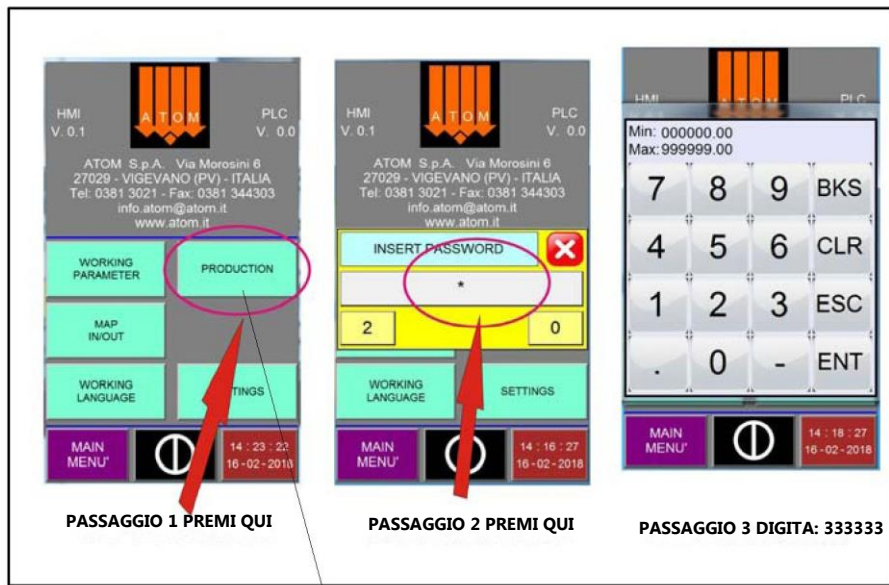 HMI
V. 0.1
ATOM
PLC
V. 0.0
ATOM S.p.A. Via Morosini 6
27029 - VIGEVANO (PV) - ITALIA
Tel: 0381 3021 - Fax: 0381 344303
info.atom@atom.it
www.atom.it
WORKING
PARAMETER
PRODUCTION
MAP
IN/OUT
WORKING
LANGUAGE
TINGS
MAIN
MENU'
14 : 23 : 22
16 - 02 - 2018
PASSAGGIO 1 PREMI QUI
HMI
V. 0.1
ATOM
PLC
V. 0.0
ATOM S.p.A. Via Morosini 6
27029 - VIGEVANO (PV) - ITALIA
Tel: 0381 3021 - Fax: 0381 344303
info.atom@atom.it
www.atom.it
INSERT PASSWORD
*
2
0
WORKING
LANGUAGE
SETTINGS
MAIN
MENU'
14 : 16 : 27
16 - 02 - 2018
PASSAGGIO 2 PREMI QUI
HMI
ATOM
PLC
Min: 000000.00
Max: 999999.00
7 8 9 BKS
4 5 6 CLR
1 2 3 ESC
. 0 - ENT
MAIN
MENU'
14 : 18 : 27
16 - 02 - 2018
PASSAGGIO 3 DIGITA: 333333